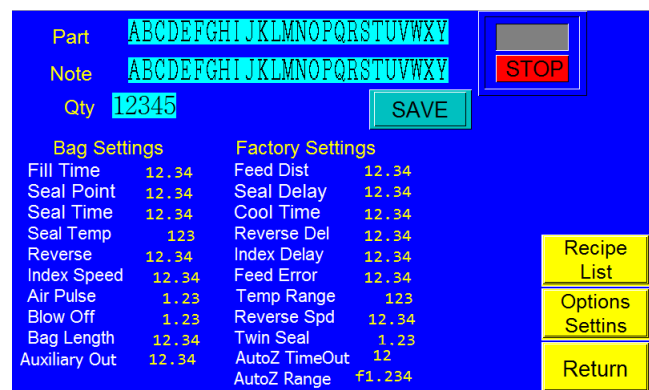 Part ABCDEFGHIJKLMNOPQRSTUVWXY
Note ABCDEFGHIJKLMNOPQRSTUVWXY
STOP
Qty 12345
SAVE
Bag Settings
Fill Time 12.34
Seal Point 12.34
Seal Time 12.34
Seal Temp 123
Reverse 12.34
Index Speed 12.34
Air Pulse 1.23
Blow Off 1.23
Bag Length 12.34
Auxiliary Out 12.34
Factory Settings
Feed Dist 12.34
Seal Delay 12.34
Cool Time 12.34
Reverse Del 12.34
Index Delay 12.34
Feed Error 12.34
Temp Range 123
Reverse Spd 12.34
Twin Seal 1.23
AutoZ TimeOut 12
AutoZ Range f1.234
Recipe
List
Options
Settins
Return